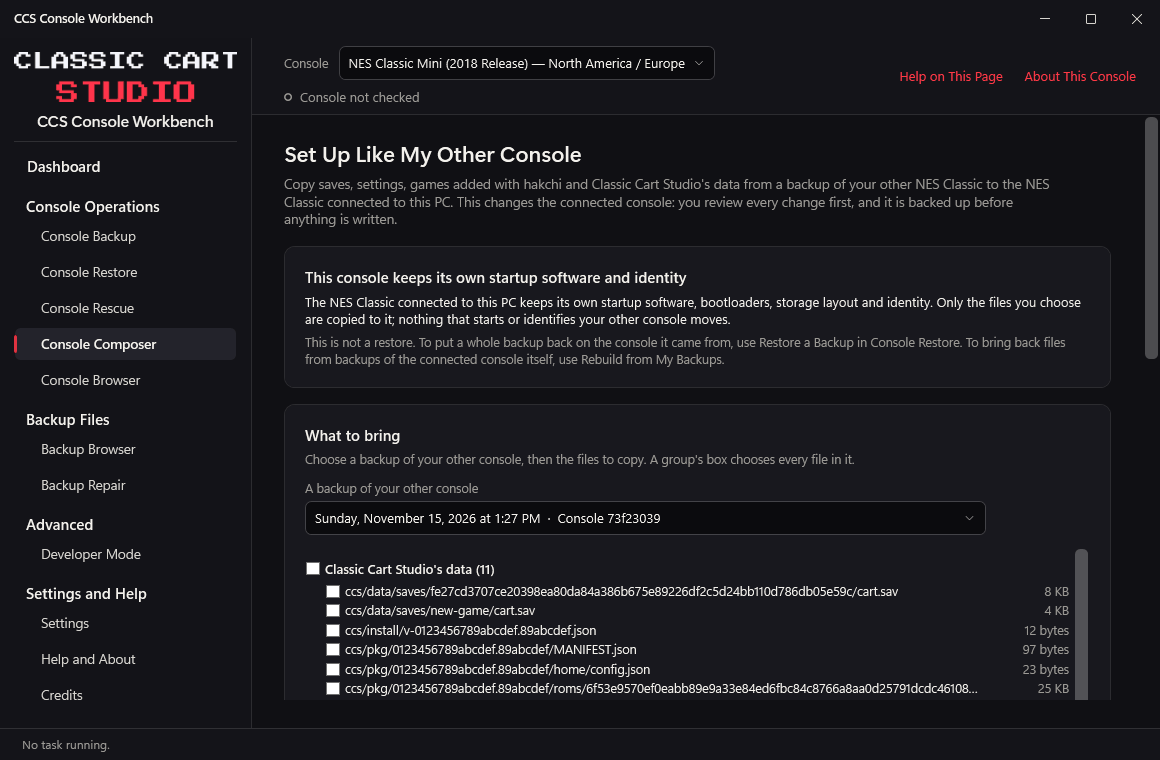 CCS Console Workbench
CLASSIC CART
STUDIO
CCS Console Workbench
Dashboard
Console Operations
Console Backup
Console Restore
Console Rescue
Console Composer
Console Browser
Backup Files
Backup Browser
Backup Repair
Advanced
Developer Mode
Settings and Help
Settings
Help and About
Credits
Console NES Classic Mini (2018 Release) — North America / Europe
Console not checked
Help on This Page About This Console
Set Up Like My Other Console
Copy saves, settings, games added with hakchi and Classic Cart Studio's data from a backup of your other NES Classic to the NES
Classic connected to this PC. This changes the connected console: you review every change first, and it is backed up before
anything is written.
This console keeps its own startup software and identity
The NES Classic connected to this PC keeps its own startup software, bootloaders, storage layout and identity. Only the files you choose
are copied to it; nothing that starts or identifies your other console moves.
This is not a restore. To put a whole backup back on the console it came from, use Restore a Backup in Console Restore. To bring back files
from backups of the connected console itself, use Rebuild from My Backups.
What to bring
Choose a backup of your other console, then the files to copy. A group's box chooses every file in it.
A backup of your other console
Sunday, November 15, 2026 at 1:27 PM · Console 73f23039
Classic Cart Studio's data (11)
ccs/data/saves/fe27cd3707ce20398ea80da84a386b675e89226df2c5d24bb110d786db05e59c/cart.sav 8 KB
ccs/data/saves/new-game/cart.sav 4 KB
ccs/install/v-0123456789abcdef.89abcdef.json 12 bytes
ccs/pkg/0123456789abcdef.89abcdef/MANIFEST.json 97 bytes
ccs/pkg/0123456789abcdef.89abcdef/home/config.json 23 bytes
ccs/pkg/0123456789abcdef.89abcdef/roms/6f53e9570ef0eabb89e9a33e84ed6fbc84c8766a8aa0d25791dcdc46108... 25 KB
No task running.